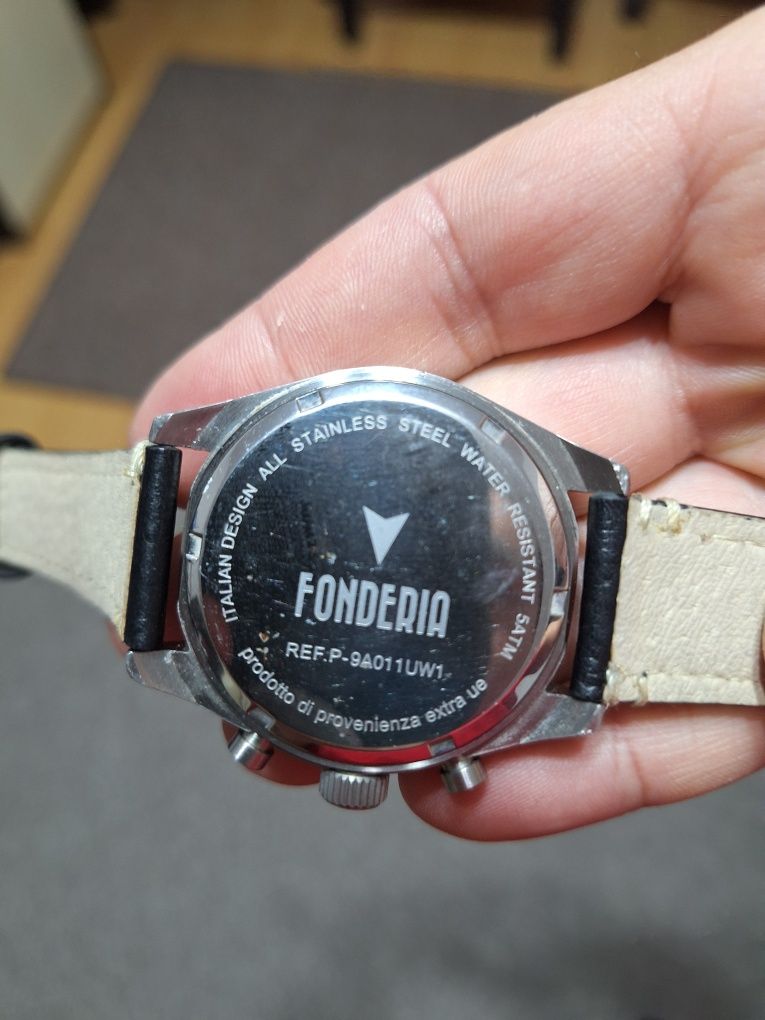 ITALIAN DESIGN ALL STAINLESS STEEL WATER RESISTANT 5ATM
FONDERIA
REF.P-9A011UW1
prodotto di provenienza extra ue